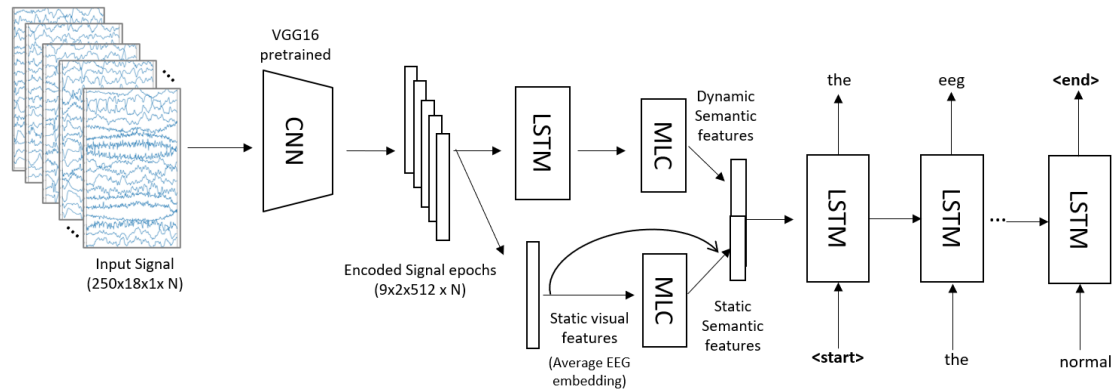 VGG16
pretrained
CNN
Input Signal
(250x18x1x N)
Encoded Signal epochs
(9x2x512 x N)
LSTM
MLC
Dynamic
Semantic
features
Static visual
features
(Average EEG
embedding)
MLC
Static
Semantic
features
the
LSTM
<start>
eeg
LSTM
the
...
<end>
LSTM
normal